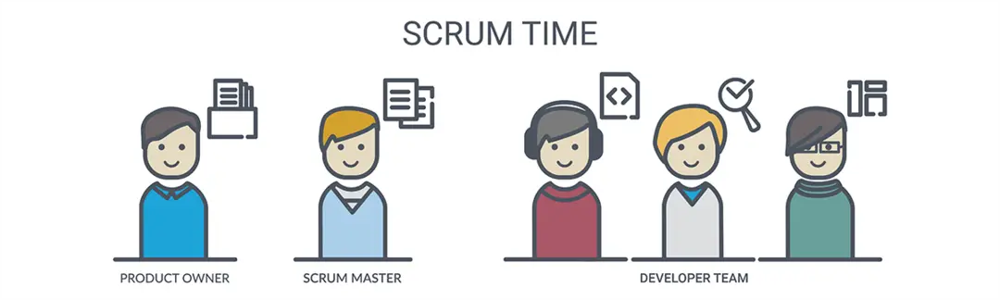 SCRUM TIME
PRODUCT OWNER
SCRUM MASTER
DEVELOPER TEAM